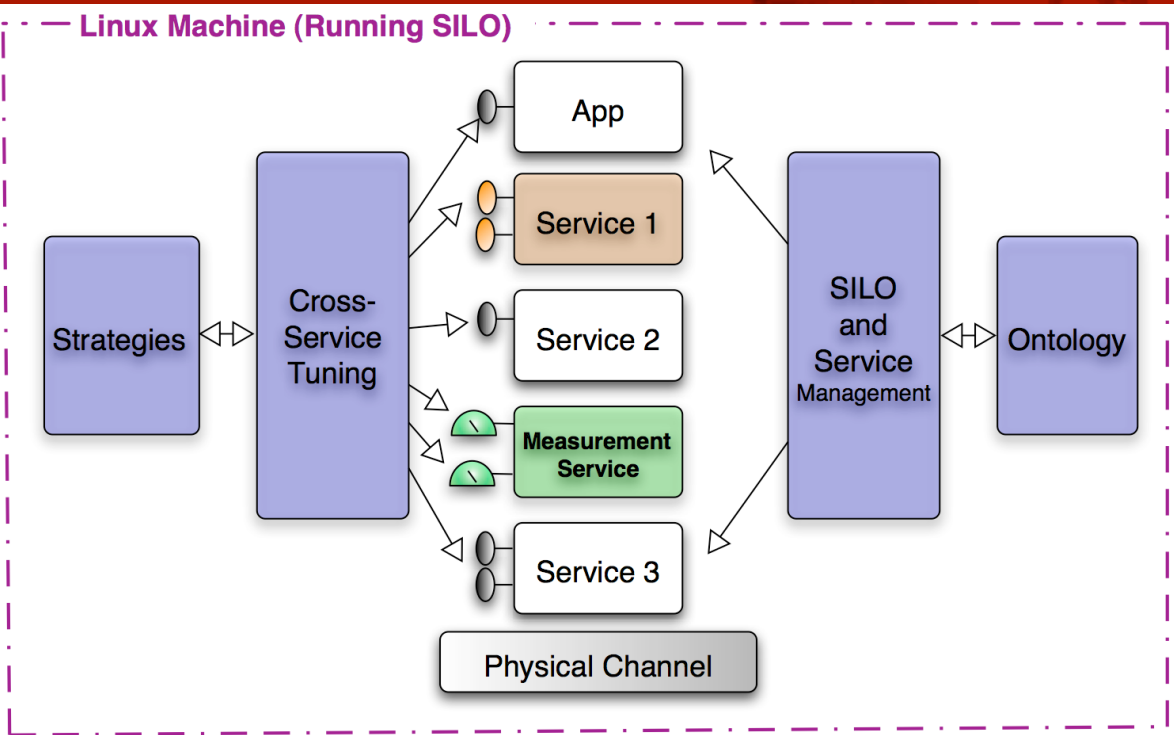 Linux Machine (Running SILO)
App
Service 1
Strategies
Cross-
Service
Tuning
Service 2
Measurement
Service
Service 3
SILO
and
Service
Management
Ontology
Physical Channel